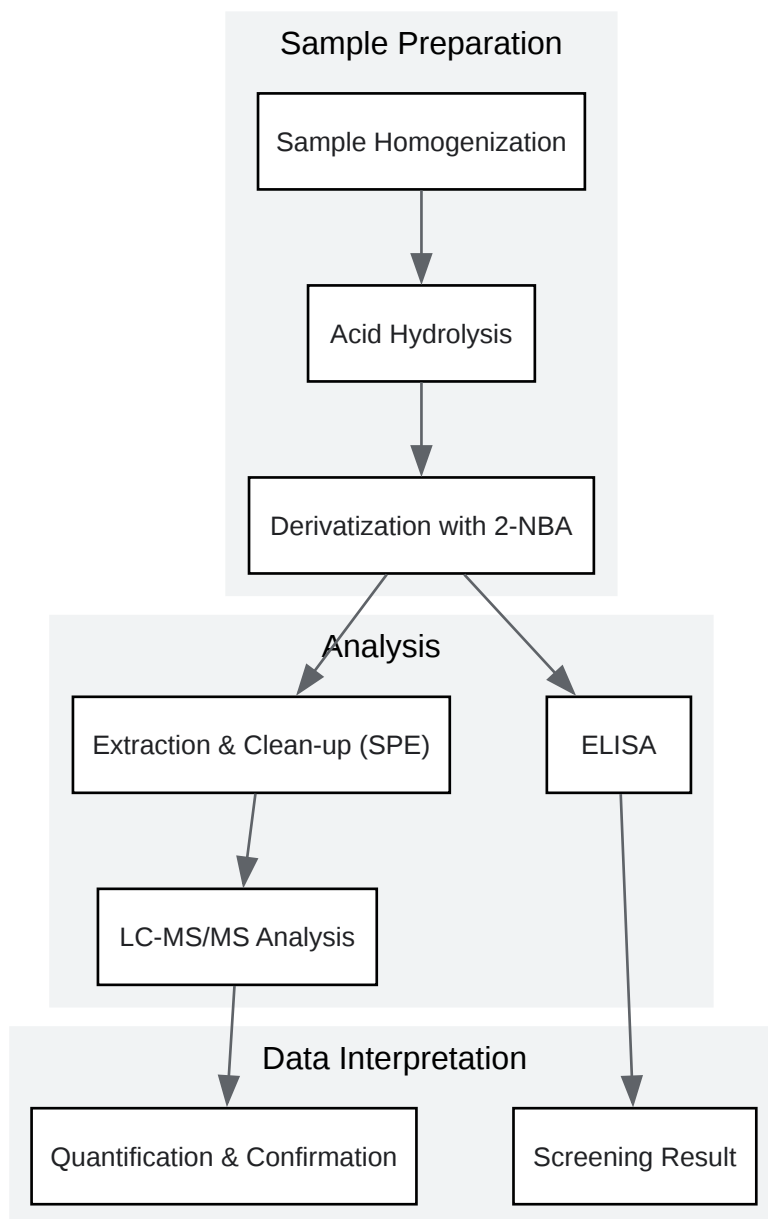 Sample Preparation
Sample Homogenization
Acid Hydrolysis
Derivatization with 2-NBA
Analysis
Extraction & Clean-up (SPE)
ELISA
LC-MS/MS Analysis
Data Interpretation
Quantification & Confirmation
Screening Result